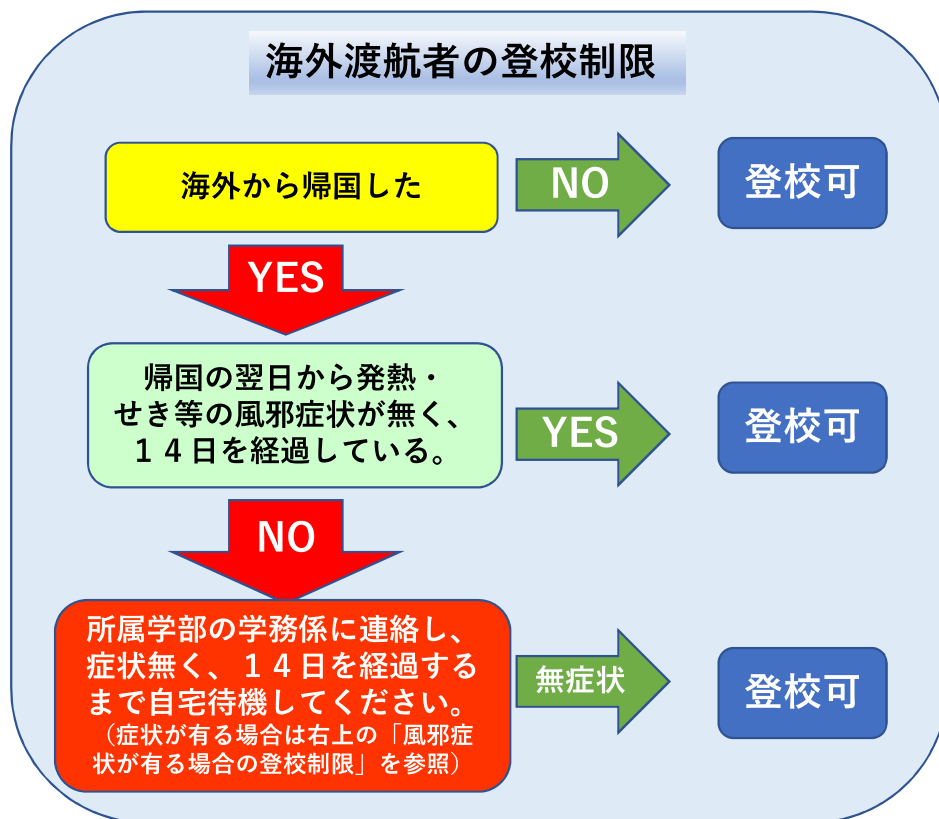 海外渡航者の登校制限
海外から帰国した
NO
登校可
YES
帰国の翌日から発熱・
せき等の風邪症状が無く、
１４日を経過している。
YES
登校可
NO
所属学部の学務係に連絡し、
症状無く、１４日を経過する
まで自宅待機してください。
（症状が有る場合は右上の「風邪症
状が有る場合の登校制限」を参照）
無症状
登校可